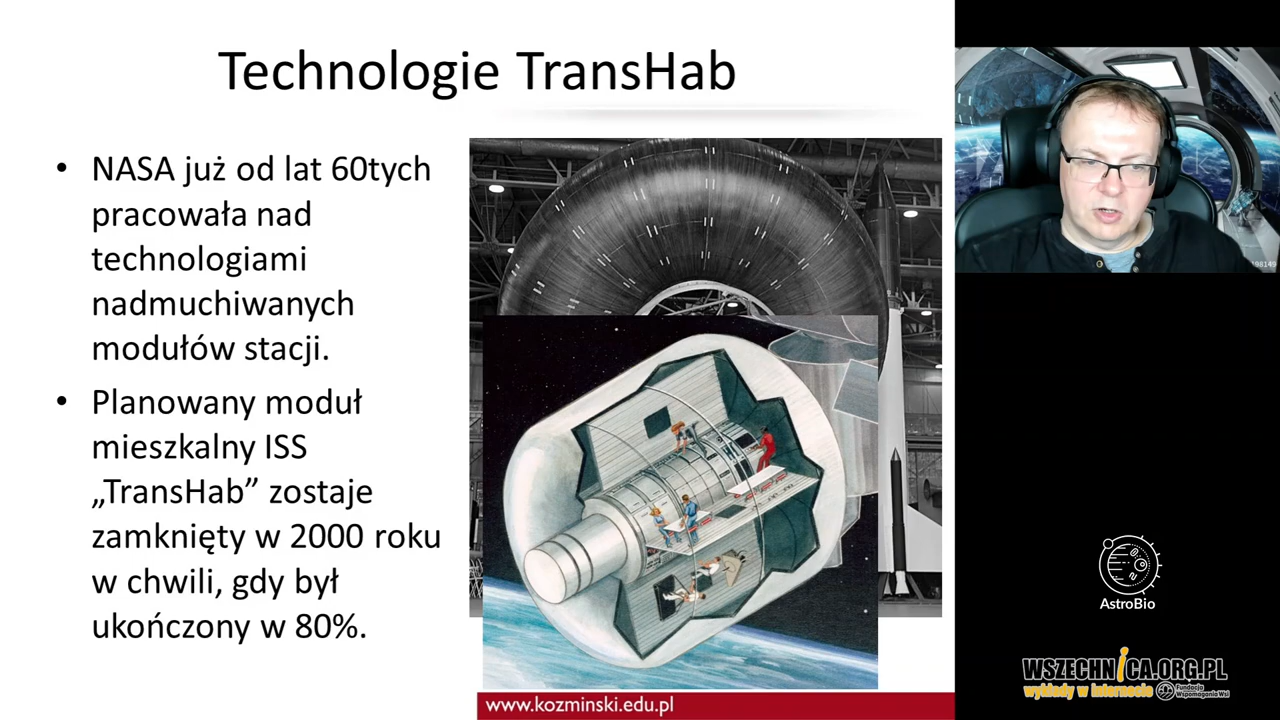 Technologie TransHab
• NASA już od lat 60tych
pracowała nad
technologiami
nadmuchiwanych
modułów stacji.
• Planowany moduł
mieszkalny ISS
„TransHab” zostaje
zamknięty w 2000 roku
w chwili, gdy był
ukończony w 80%.
www.kozminski.edu.pl
98149
AstroBio
WSZECHNICA.ORG.PL
wykłady w internecie
Fundacja
Wspomagania Wsi